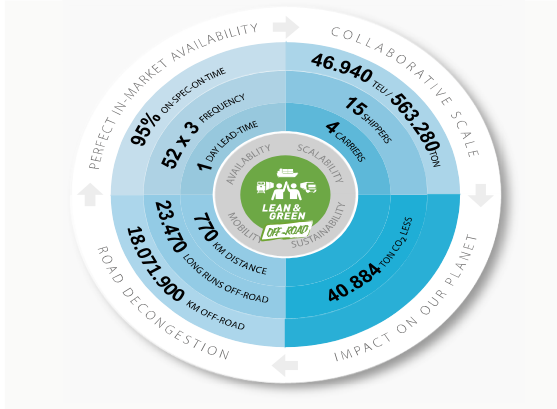 PERFECT IN-MARKET AVAILABILITY
COLLABORATIVE SCALE
95% ON-SPEC-ON-TIME
52 x 3 FREQUENCY
1 DAY LEAD-TIME
46.940 TEU / 563.280 TON
15 SHIPPERS
4 CARRIERS
AVAILABLITY
SCALABILITY
LEAN &
GREEN
OFF-ROAD
MOBILITY
SUSTAINABILITY
770 KM DISTANCE
23.470 LONG RUNS OFF-ROAD
18.071.900 KM OFF-ROAD
40.884 TON CO2 LESS
ROAD DECONGESTION
IMPACT ON OUR PLANET